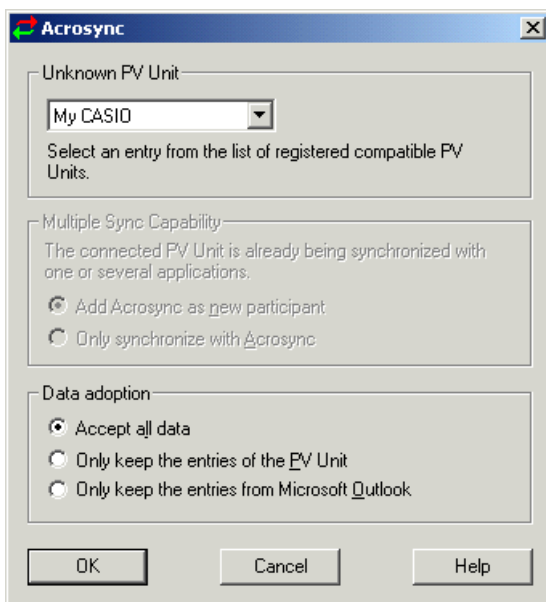 Acrosync
Unknown PV Unit
My CASIO
Select an entry from the list of registered compatible PV
Units.
Multiple Sync Capability
The connected PV Unit is already being synchronized with
one or several applications.
Add Acrosync as new participant
Only synchronize with Acrosync
Data adoption
Accept all data
Only keep the entries of the PV Unit
Only keep the entries from Microsoft Outlook
OK Cancel Help